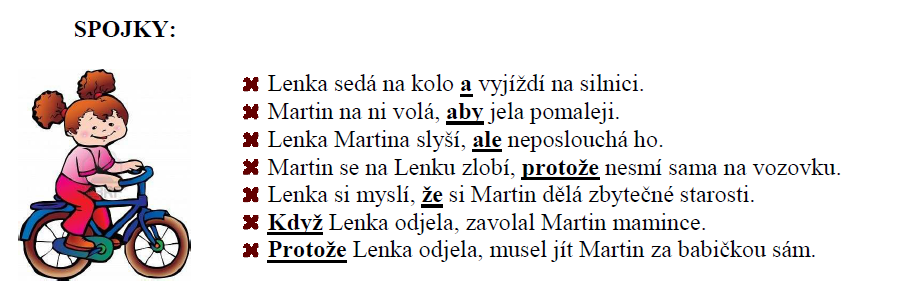 SPOJKY:
Lenka sedá na kolo a vyjíždí na silnici.
Martin na ni volá, aby jela pomaleji.
Lenka Martina slyší, ale neposlouchá ho.
Martin se na Lenku zlobí, protože nesmí sama na vozovku.
Lenka si myslí, že si Martin dělá zbytečné starosti.
Když Lenka odjela, zavolal Martin mamince.
Protože Lenka odjela, musel jít Martin za babičkou sám.